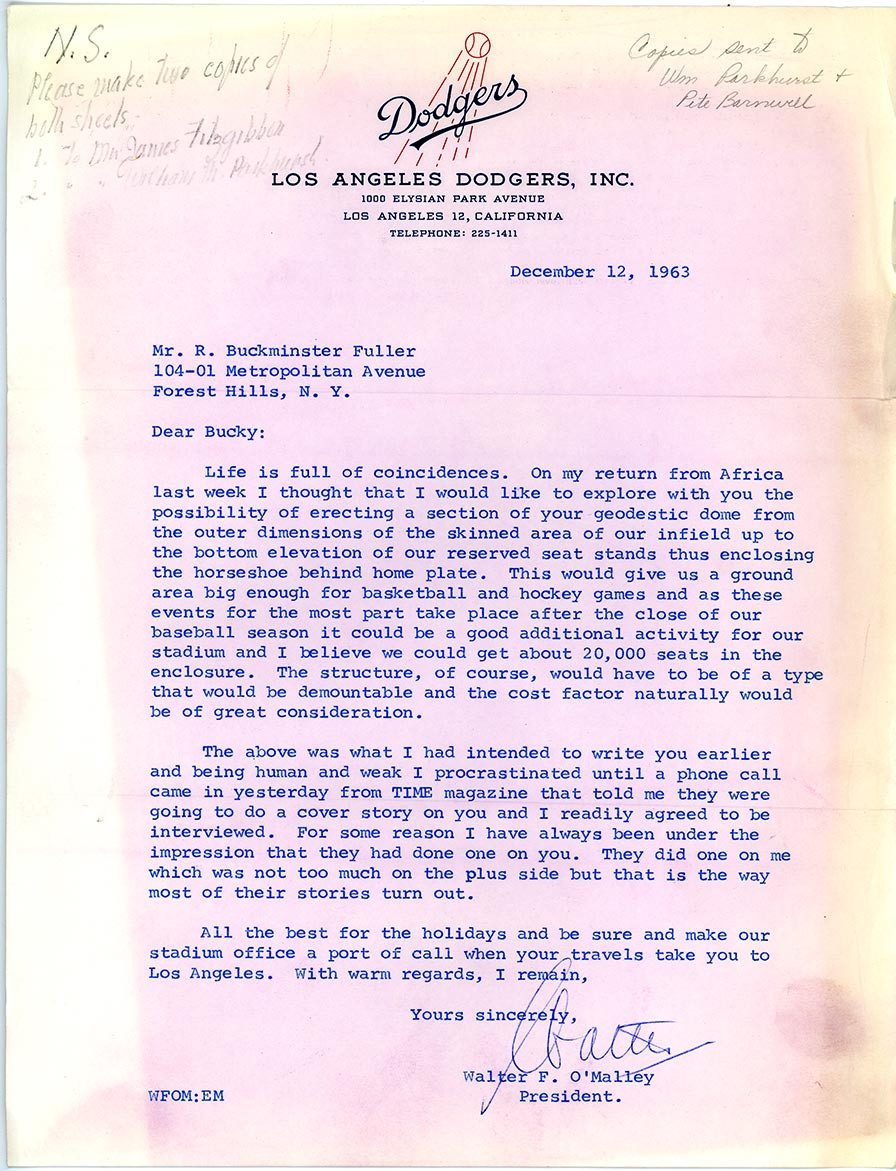 N.S.
Please make two copies of
both sheets.
1. To Mr. James Fitzgibbon
2. " " William M. Parkhurst.
Copies sent to
Wm Parkhurst +
Pete Barnwell
Dodgers
LOS ANGELES DODGERS, INC.
1000 ELYSIAN PARK AVENUE
LOS ANGELES 12, CALIFORNIA
TELEPHONE: 225-1411
December 12, 1963
Mr. R. Buckminster Fuller
104-01 Metropolitan Avenue
Forest Hills, N. Y.
Dear Bucky:
Life is full of coincidences. On my return from Africa
last week I thought that I would like to explore with you the
possibility of erecting a section of your geodestic dome from
the outer dimensions of the skinned area of our infield up to
the bottom elevation of our reserved seat stands thus enclosing
the horseshoe behind home plate. This would give us a ground
area big enough for basketball and hockey games and as these
events for the most part take place after the close of our
baseball season it could be a good additional activity for our
stadium and I believe we could get about 20,000 seats in the
enclosure. The structure, of course, would have to be of a type
that would be demountable and the cost factor naturally would
be of great consideration.
The above was what I had intended to write you earlier
and being human and weak I procrastinated until a phone call
came in yesterday from TIME magazine that told me they were
going to do a cover story on you and I readily agreed to be
interviewed. For some reason I have always been under the
impression that they had done one on you. They did one on me
which was not too much on the plus side but that is the way
most of their stories turn out.
All the best for the holidays and be sure and make our
stadium office a port of call when your travels take you to
Los Angeles. With warm regards, I remain,
Yours sincerely,
Walter
Walter F. O'Malley
President.
WFOM:EM